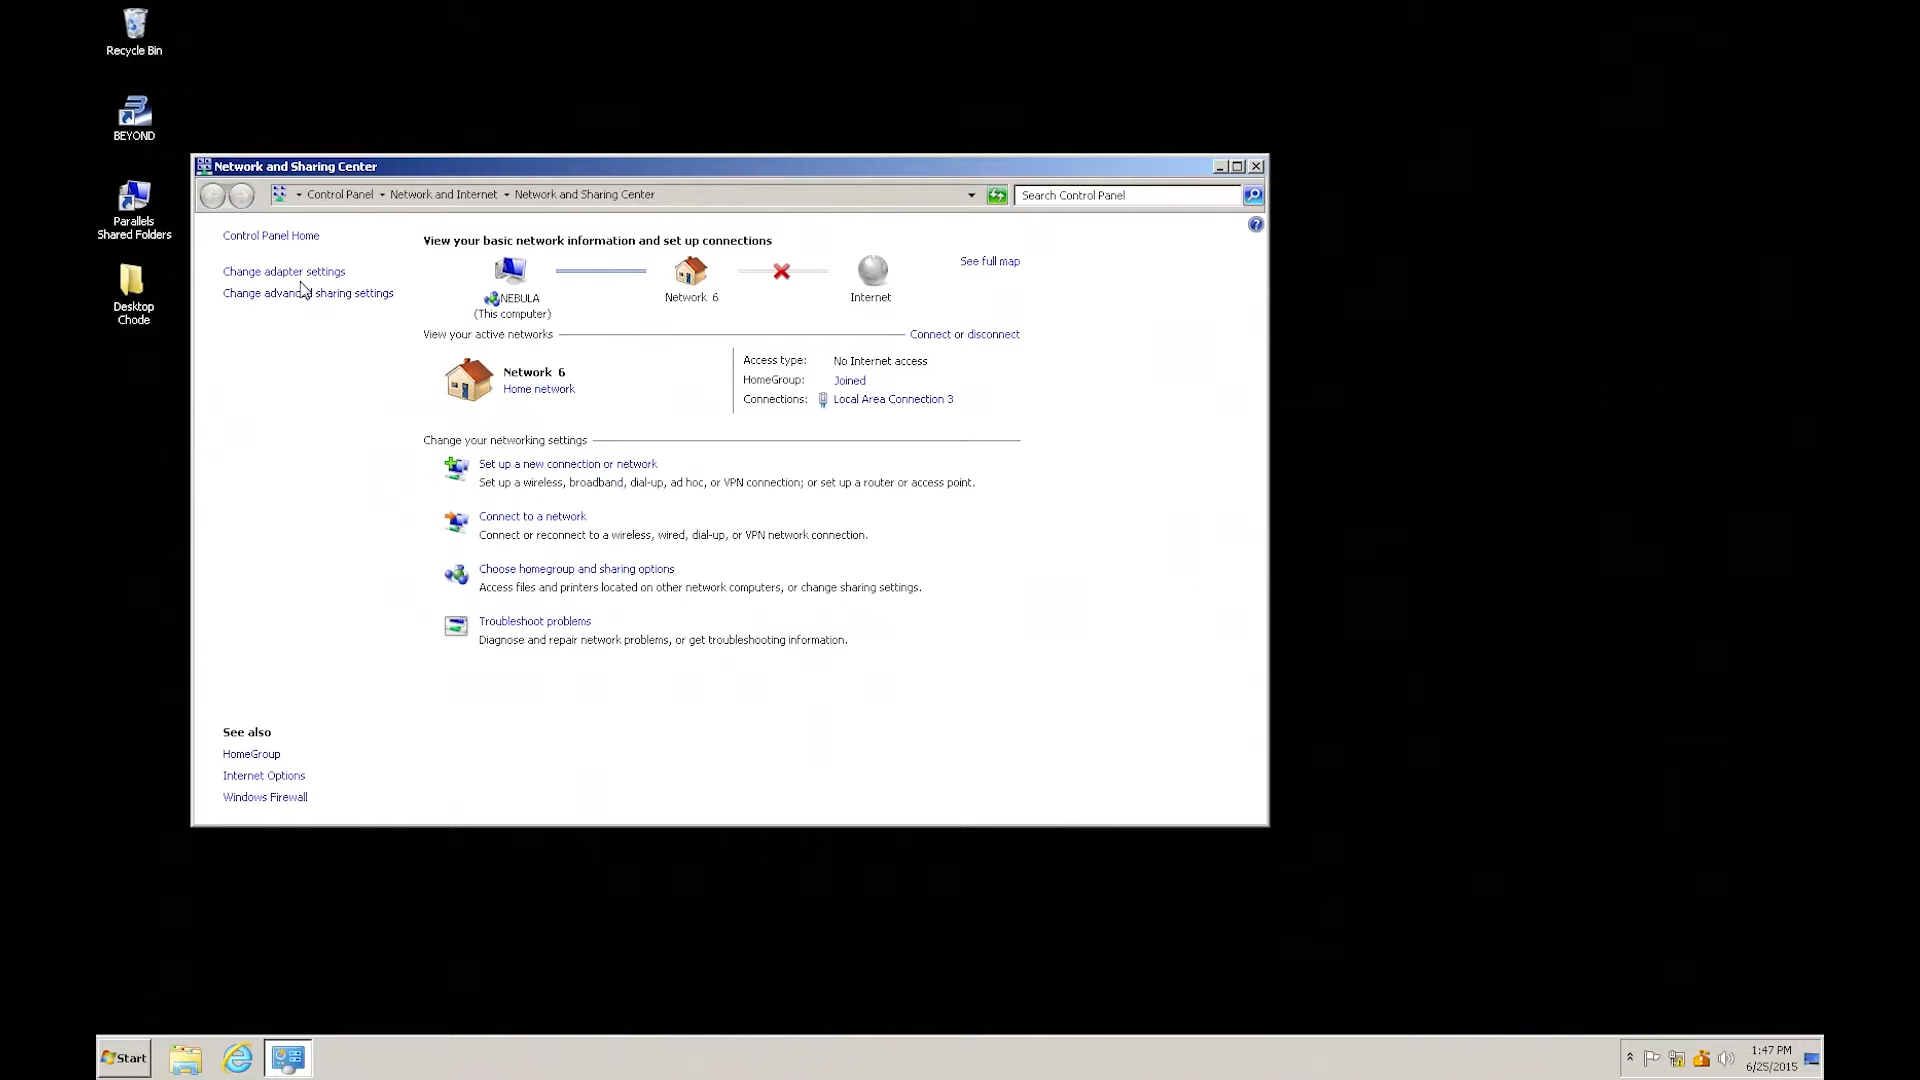 Recycle Bin
BEYOND
Parallels
Shared Folders
Desktop
Chode
Network and Sharing Center
Control Panel
Network and Internet
Network and Sharing Center
Search Control Panel
Control Panel Home
Change adapter settings
Change advanced sharing settings
View your basic network information and set up connections
See full map
NEBULA
(This computer)
Network 6
Internet
View your active networks
Connect or disconnect
Network 6
Home network
Access type: No Internet access
HomeGroup: Joined
Connections: Local Area Connection 3
Change your networking settings
Set up a new connection or network
Set up a wireless, broadband, dial-up, ad hoc, or VPN connection; or set up a router or access point.
Connect to a network
Connect or reconnect to a wireless, wired, dial-up, or VPN network connection.
Choose homegroup and sharing options
Access files and printers located on other network computers, or change sharing settings.
Troubleshoot problems
Diagnose and repair network problems, or get troubleshooting information.
See also
HomeGroup
Internet Options
Windows Firewall
Start
1:47 PM
6/25/2015